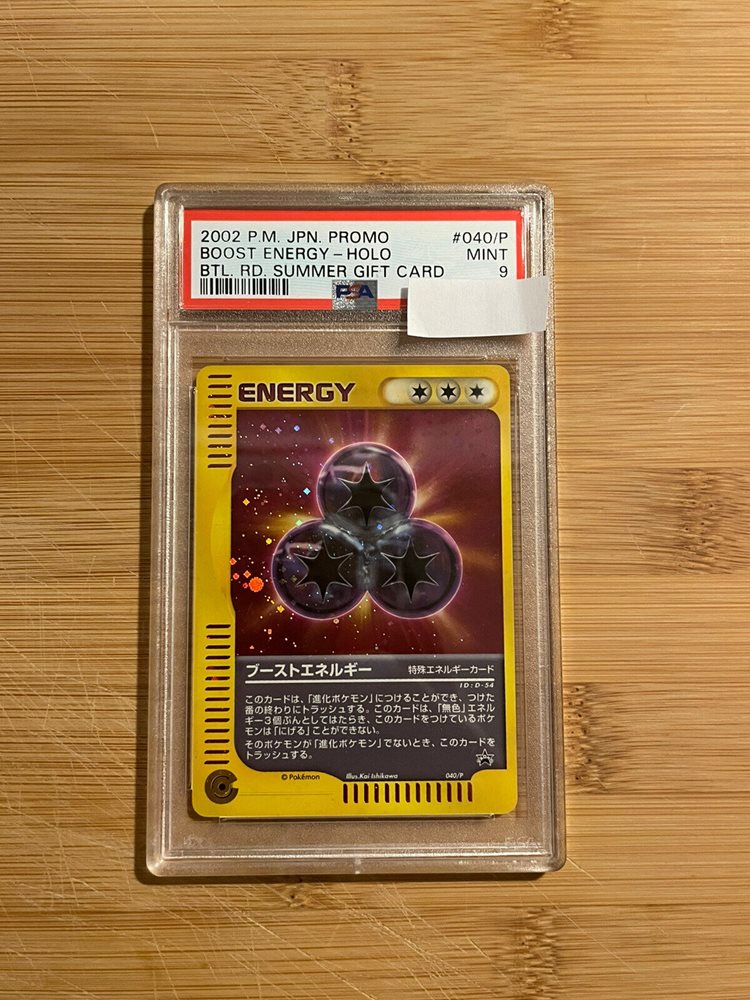 2002 P.M. JPN. PROMO #040/P
BOOST ENERGY-HOLO MINT
BTL. RD. SUMMER GIFT CARD 9
PSA
ENERGY
ブーストエネルギー 特殊エネルギーカード
ID:D-54
このカードは、「進化ポケモン」につけることができ、つけた
番の終わりにトラッシュする。このカードは、「無色」エネル
ギー3個ぶんとしてはたらき、このカードをつけているポケ
モンは「にげる」ことができない。
そのポケモンが「進化ポケモン」でないとき、このカードを
トラッシュする。
© Pokémon Illus.Kai Ishikawa 040/P